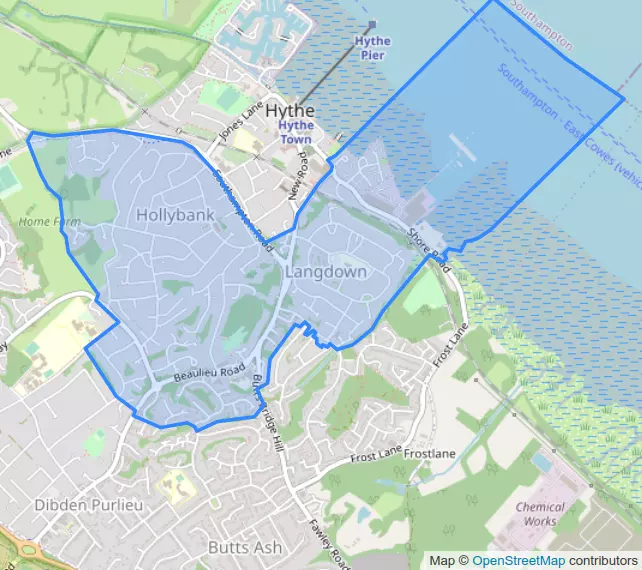 Southampton
Hythe
Pier
Southampton - East Cowes (vehic
Jones Lane
Hythe
Hythe
Town
New Road
Southampton Road
Hollybank
Home Farm
Langdown
Shore Road
Frost Lane
Beaulieu Road
Butts Bridge Hill
Frost Lane
Frostlane
Dibden Purlieu
Chemical
Works
Fawley Road
Butts Ash
Map © OpenStreetMap contributors